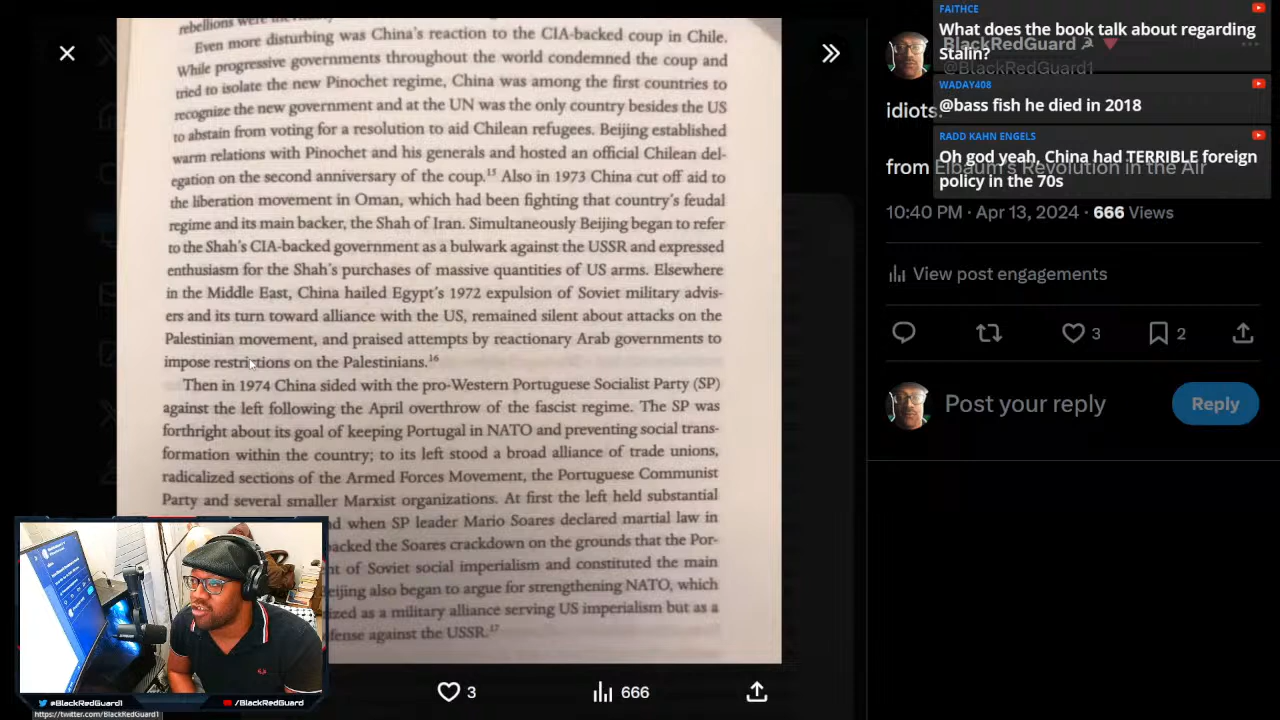 rebellions were
Even more disturbing was China's reaction to the CIA-backed coup in Chile.
While progressive governments throughout the world condemned the coup and
tried to isolate the new Pinochet regime, China was among the first countries to
recognize the new government and at the UN was the only country besides the US
to abstain from voting for a resolution to aid Chilean refugees. Beijing established
warm relations with Pinochet and his generals and hosted an official Chilean del-
egation on the second anniversary of the coup.15 Also in 1973 China cut off aid to
the liberation movement in Oman, which had been fighting that country's feudal
regime and its main backer, the Shah of Iran. Simultaneously Beijing began to refer
to the Shah's CIA-backed government as a bulwark against the USSR and expressed
enthusiasm for the Shah's purchases of massive quantities of US arms. Elsewhere
in the Middle East, China hailed Egypt's 1972 expulsion of Soviet military advis-
ers and its turn toward alliance with the US, remained silent about attacks on the
Palestinian movement, and praised attempts by reactionary Arab governments to
impose restrictions on the Palestinians.16
Then in 1974 China sided with the pro-Western Portuguese Socialist Party (SP)
against the left following the April overthrow of the fascist regime. The SP was
forthright about its goal of keeping Portugal in NATO and preventing social trans-
formation within the country; to its left stood a broad alliance of trade unions,
radicalized sections of the Armed Forces Movement, the Portuguese Communist
Party and several smaller Marxist organizations. At first the left held substantial
when SP leader Mario Soares declared martial law in
backed the Soares crackdown on the grounds that the Por-
of Soviet social imperialism and constituted the main
Beijing also began to argue for strengthening NATO, which
as a military alliance serving US imperialism but as a
against the USSR.17
3
666
FAITHCE
What does the book talk about regarding
Stalin?
BlackRedGuard
@BlackRedGuard1
WADAY408
@bass fish he died in 2018
idiots.
RADD KAHN ENGELS
Oh god yeah, China had TERRIBLE foreign
policy in the 70s
from Elbaum's Revolution in the Air
10:40 PM · Apr 13, 2024 · 666 Views
View post engagements
3
2
Post your reply
Reply
@BlackRedGuard1
/BlackRedGuard
https://twitter.com/BlackRedGuard1